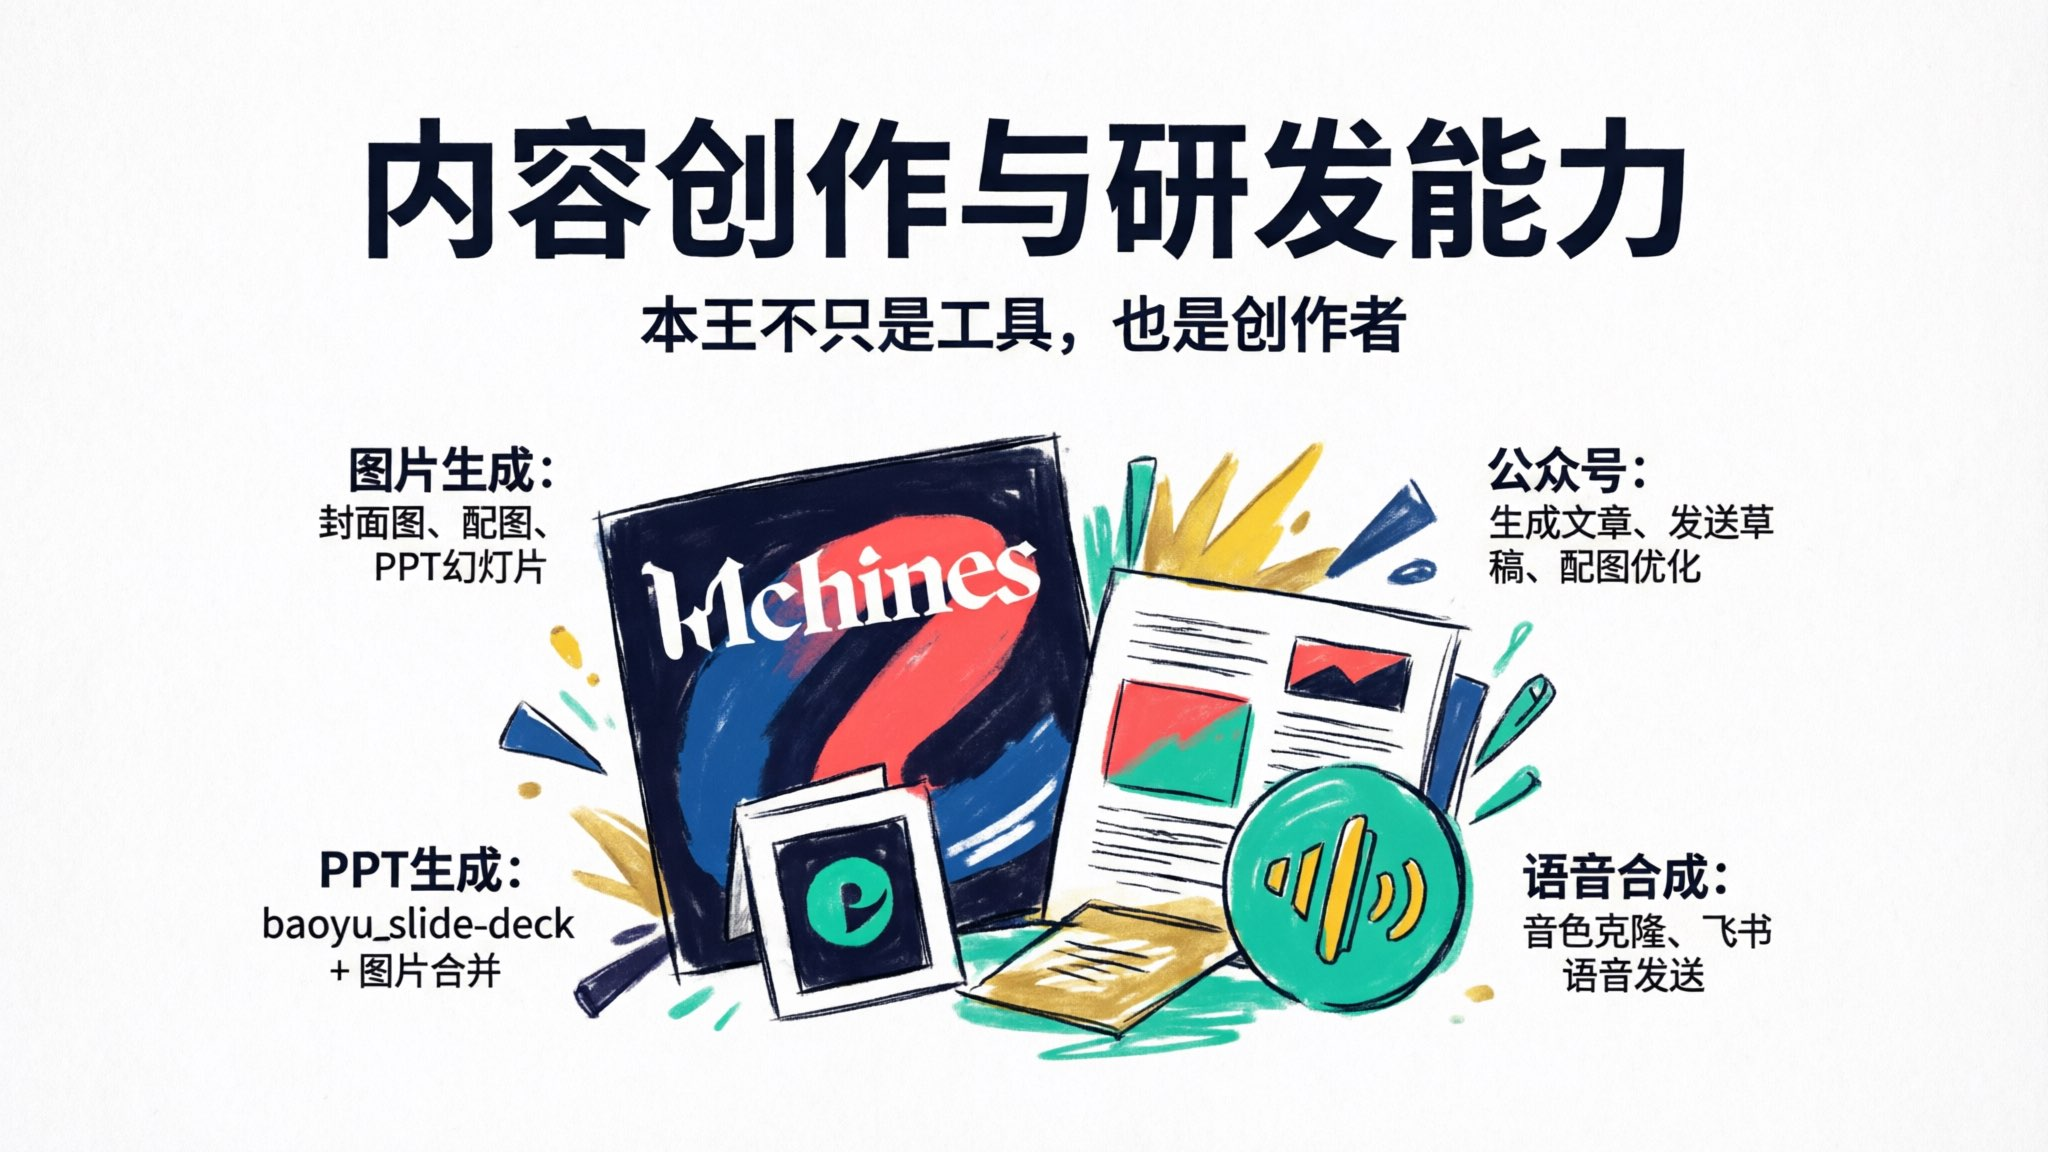 内容创作与研发能力
本王不只是工具，也是创作者
图片生成：
封面图、配图、
PPT幻灯片
公众号：
生成文章、发送草
稿、配图优化
PPT生成：
baoyu_slide-deck
+ 图片合并
语音合成：
音色克隆、飞书
语音发送